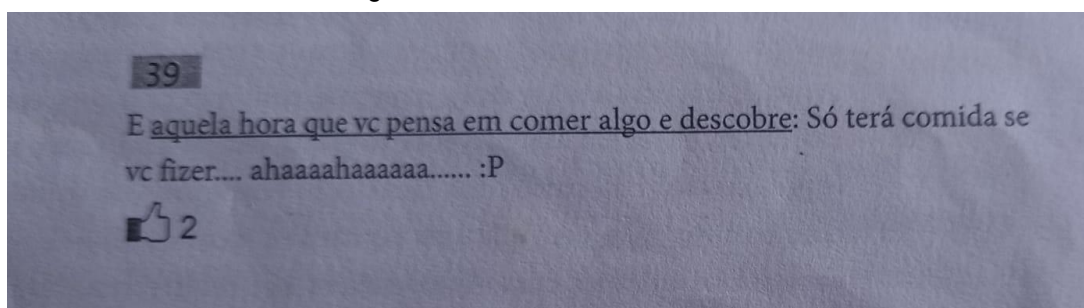 39
E aquela hora que vc pensa em comer algo e descobre: Só terá comida se
vc fizer.... ahaaaahaaaaaa...... :P
2